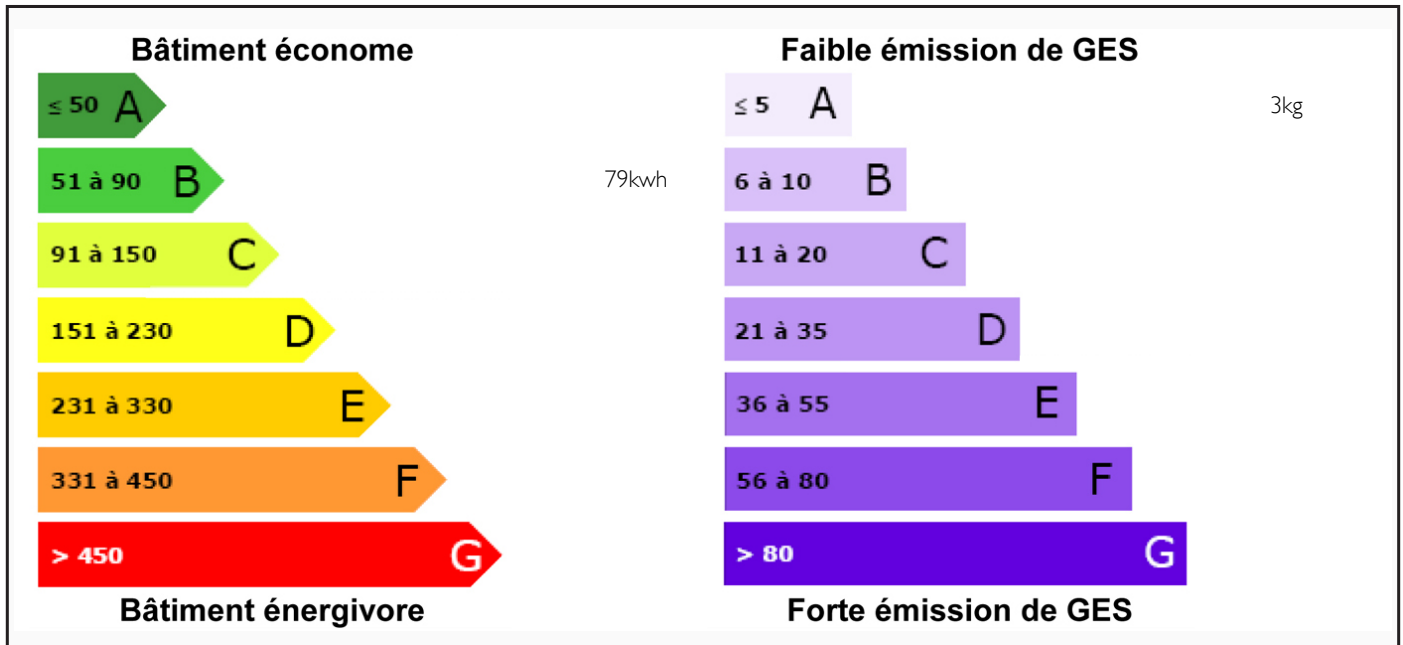 Bâtiment économe
≤ 50 A
51 à 90 B
79kwh
91 à 150 C
151 à 230 D
231 à 330 E
331 à 450 F
> 450 G
Bâtiment énergivore
Faible émission de GES
≤ 5 A
3kg
6 à 10 B
11 à 20 C
21 à 35 D
36 à 55 E
56 à 80 F
> 80 G
Forte émission de GES